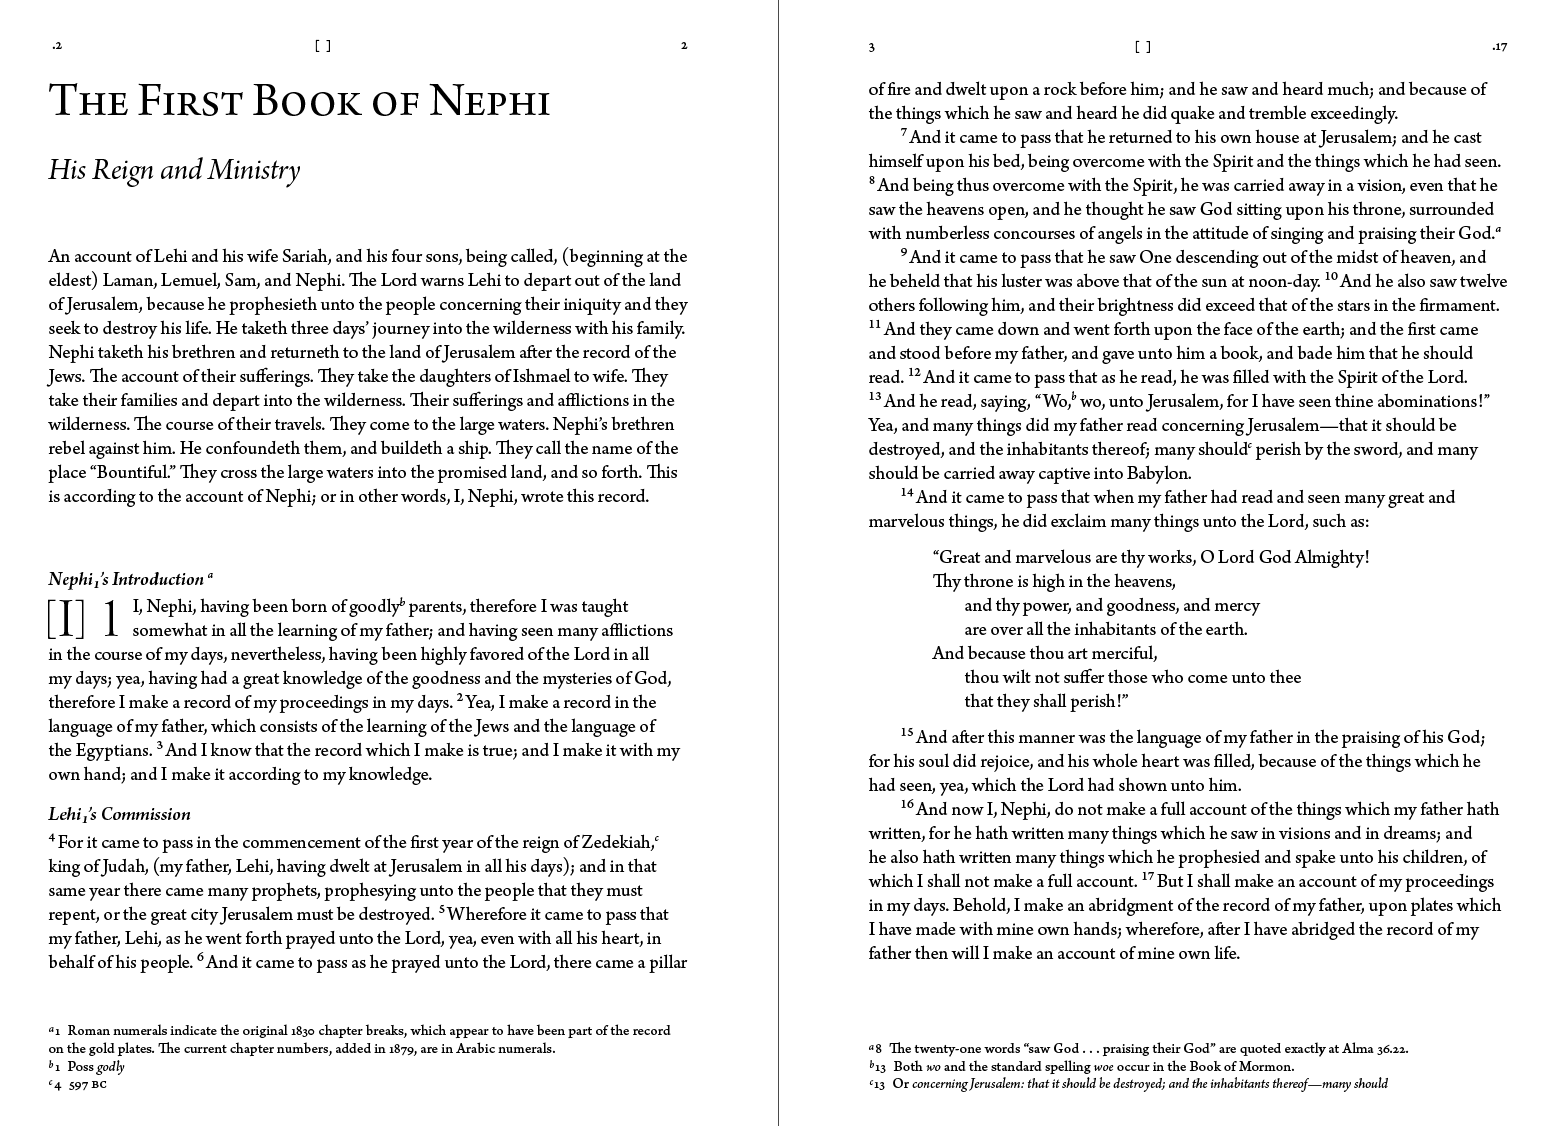 .2 [ ] 2
THE FIRST BOOK OF NEPHI
His Reign and Ministry
An account of Lehi and his wife Sariah, and his four sons, being called, (beginning at the
eldest) Laman, Lemuel, Sam, and Nephi. The Lord warns Lehi to depart out of the land
of Jerusalem, because he prophesieth unto the people concerning their iniquity and they
seek to destroy his life. He taketh three days’ journey into the wilderness with his family.
Nephi taketh his brethren and returneth to the land of Jerusalem after the record of the
Jews. The account of their sufferings. They take the daughters of Ishmael to wife. They
take their families and depart into the wilderness. Their sufferings and afflictions in the
wilderness. The course of their travels. They come to the large waters. Nephi’s brethren
rebel against him. He confoundeth them, and buildeth a ship. They call the name of the
place “Bountiful.” They cross the large waters into the promised land, and so forth. This
is according to the account of Nephi; or in other words, I, Nephi, wrote this record.
Nephi₁’s Introduction a
[I] 1 I, Nephi, having been born of goodlyb parents, therefore I was taught
somewhat in all the learning of my father; and having seen many afflictions
in the course of my days, nevertheless, having been highly favored of the Lord in all
my days; yea, having had a great knowledge of the goodness and the mysteries of God,
therefore I make a record of my proceedings in my days. 2 Yea, I make a record in the
language of my father, which consists of the learning of the Jews and the language of
the Egyptians. 3 And I know that the record which I make is true; and I make it with my
own hand; and I make it according to my knowledge.
Lehi₁’s Commission
4 For it came to pass in the commencement of the first year of the reign of Zedekiah,c
king of Judah, (my father, Lehi, having dwelt at Jerusalem in all his days); and in that
same year there came many prophets, prophesying unto the people that they must
repent, or the great city Jerusalem must be destroyed. 5 Wherefore it came to pass that
my father, Lehi, as he went forth prayed unto the Lord, yea, even with all his heart, in
behalf of his people. 6 And it came to pass as he prayed unto the Lord, there came a pillar
a1 Roman numerals indicate the original 1830 chapter breaks, which appear to have been part of the record
on the gold plates. The current chapter numbers, added in 1879, are in Arabic numerals.
b1 Poss godly
c4 597 BC
3 [ ] .17
of fire and dwelt upon a rock before him; and he saw and heard much; and because of
the things which he saw and heard he did quake and tremble exceedingly.
7 And it came to pass that he returned to his own house at Jerusalem; and he cast
himself upon his bed, being overcome with the Spirit and the things which he had seen.
8 And being thus overcome with the Spirit, he was carried away in a vision, even that he
saw the heavens open, and he thought he saw God sitting upon his throne, surrounded
with numberless concourses of angels in the attitude of singing and praising their God.a
9 And it came to pass that he saw One descending out of the midst of heaven, and
he beheld that his luster was above that of the sun at noon-day. 10 And he also saw twelve
others following him, and their brightness did exceed that of the stars in the firmament.
11 And they came down and went forth upon the face of the earth; and the first came
and stood before my father, and gave unto him a book, and bade him that he should
read. 12 And it came to pass that as he read, he was filled with the Spirit of the Lord.
13 And he read, saying, “Wo,b wo, unto Jerusalem, for I have seen thine abominations!”
Yea, and many things did my father read concerning Jerusalem—that it should be
destroyed, and the inhabitants thereof; many shouldc perish by the sword, and many
should be carried away captive into Babylon.
14 And it came to pass that when my father had read and seen many great and
marvelous things, he did exclaim many things unto the Lord, such as:
“Great and marvelous are thy works, O Lord God Almighty!
Thy throne is high in the heavens,
and thy power, and goodness, and mercy
are over all the inhabitants of the earth.
And because thou art merciful,
thou wilt not suffer those who come unto thee
that they shall perish!”
15 And after this manner was the language of my father in the praising of his God;
for his soul did rejoice, and his whole heart was filled, because of the things which he
had seen, yea, which the Lord had shown unto him.
16 And now I, Nephi, do not make a full account of the things which my father hath
written, for he hath written many things which he saw in visions and in dreams; and
he also hath written many things which he prophesied and spake unto his children, of
which I shall not make a full account. 17 But I shall make an account of my proceedings
in my days. Behold, I make an abridgment of the record of my father, upon plates which
I have made with mine own hands; wherefore, after I have abridged the record of my
father then will I make an account of mine own life.
a8 The twenty-one words “saw God . . . praising their God” are quoted exactly at Alma 36.22.
b13 Both wo and the standard spelling woe occur in the Book of Mormon.
c13 Or concerning Jerusalem: that it should be destroyed; and the inhabitants thereof—many should